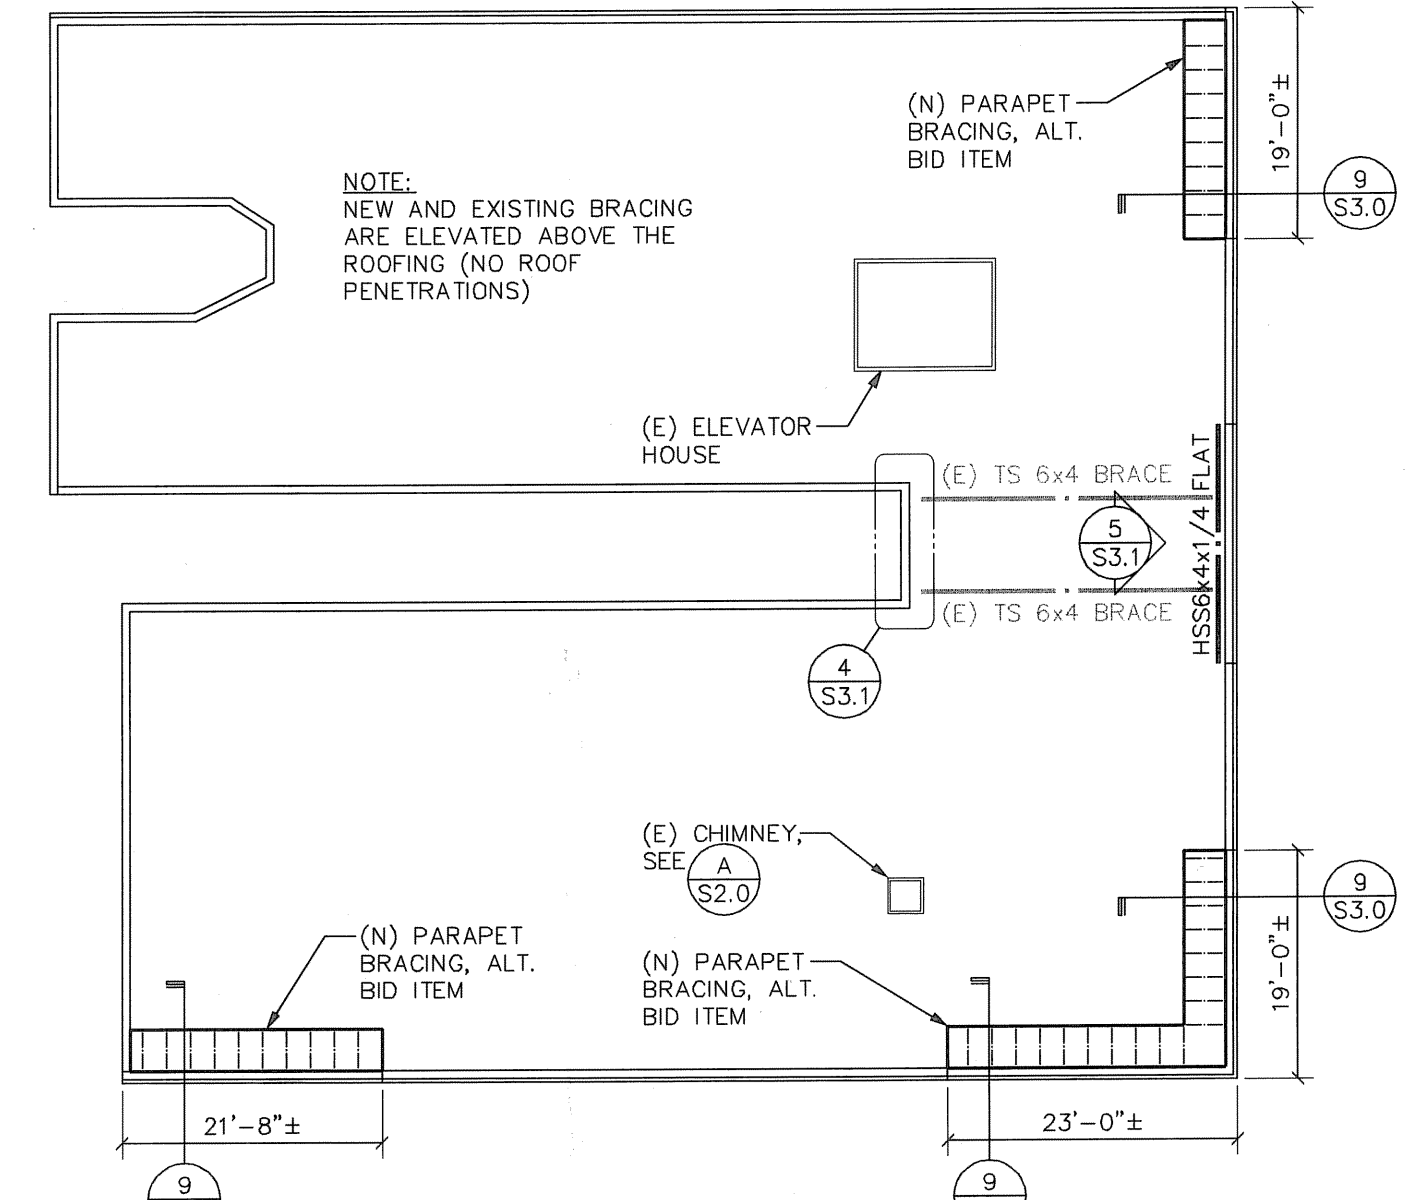 (N) PARAPET
BRACING, ALT.
BID ITEM
19'-0"±
9
S3.0
NOTE:
NEW AND EXISTING BRACING
ARE ELEVATED ABOVE THE
ROOFING (NO ROOF
PENETRATIONS)
(E) ELEVATOR
HOUSE
(E) TS 6x4 BRACE
HSS6x4x1/4 FLAT
5
S3.1
(E) TS 6x4 BRACE
4
S3.1
(E) CHIMNEY,
SEE
A
S2.0
9
S3.0
19'-0"±
(N) PARAPET
BRACING, ALT.
BID ITEM
(N) PARAPET
BRACING, ALT.
BID ITEM
21'-8"±
23'-0"±
9
9